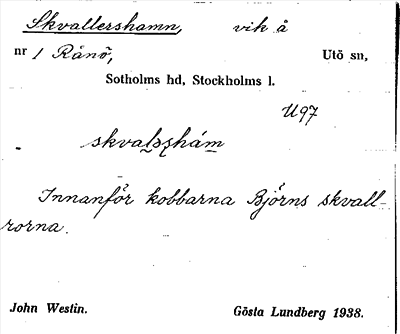 Skvallershamn, vik å
nr 1 Rånö, Utö sn,
Sotholms hd, Stockholms l.
U97
Innanför kobbarna Björns skvall-
rorna.
John Westin. Gösta Lundberg 1938.